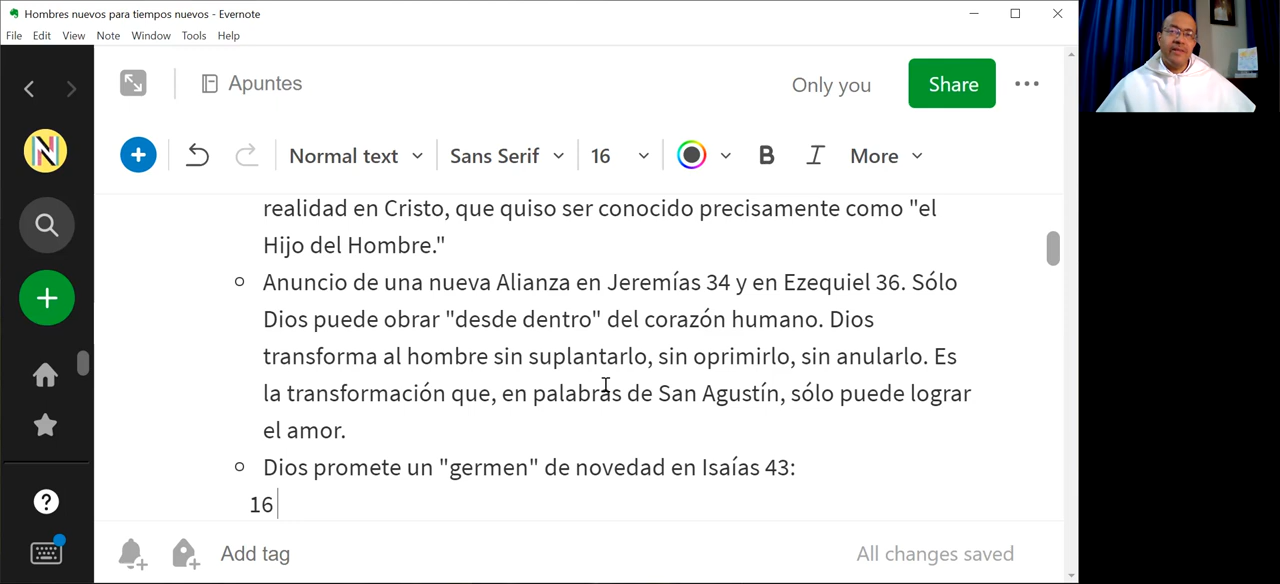 Hombres nuevos para tiempos nuevos - Evernote
File Edit View Note Window Tools Help
Apuntes
Only you
Share
Normal text
Sans Serif
16
B
I
More
realidad en Cristo, que quiso ser conocido precisamente como "el
Hijo del Hombre."
Anuncio de una nueva Alianza en Jeremías 34 y en Ezequiel 36. Sólo
Dios puede obrar "desde dentro" del corazón humano. Dios
transforma al hombre sin suplantarlo, sin oprimirlo, sin anularlo. Es
la transformación que, en palabras de San Agustín, sólo puede lograr
el amor.
Dios promete un "germen" de novedad en Isaías 43:
16
Add tag
All changes saved